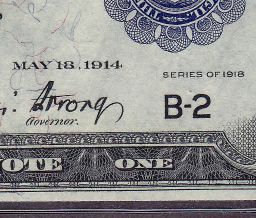 MAY 18, 1914.
SERIES OF 1918
Strong
B-2
Governor.
OTE ONE